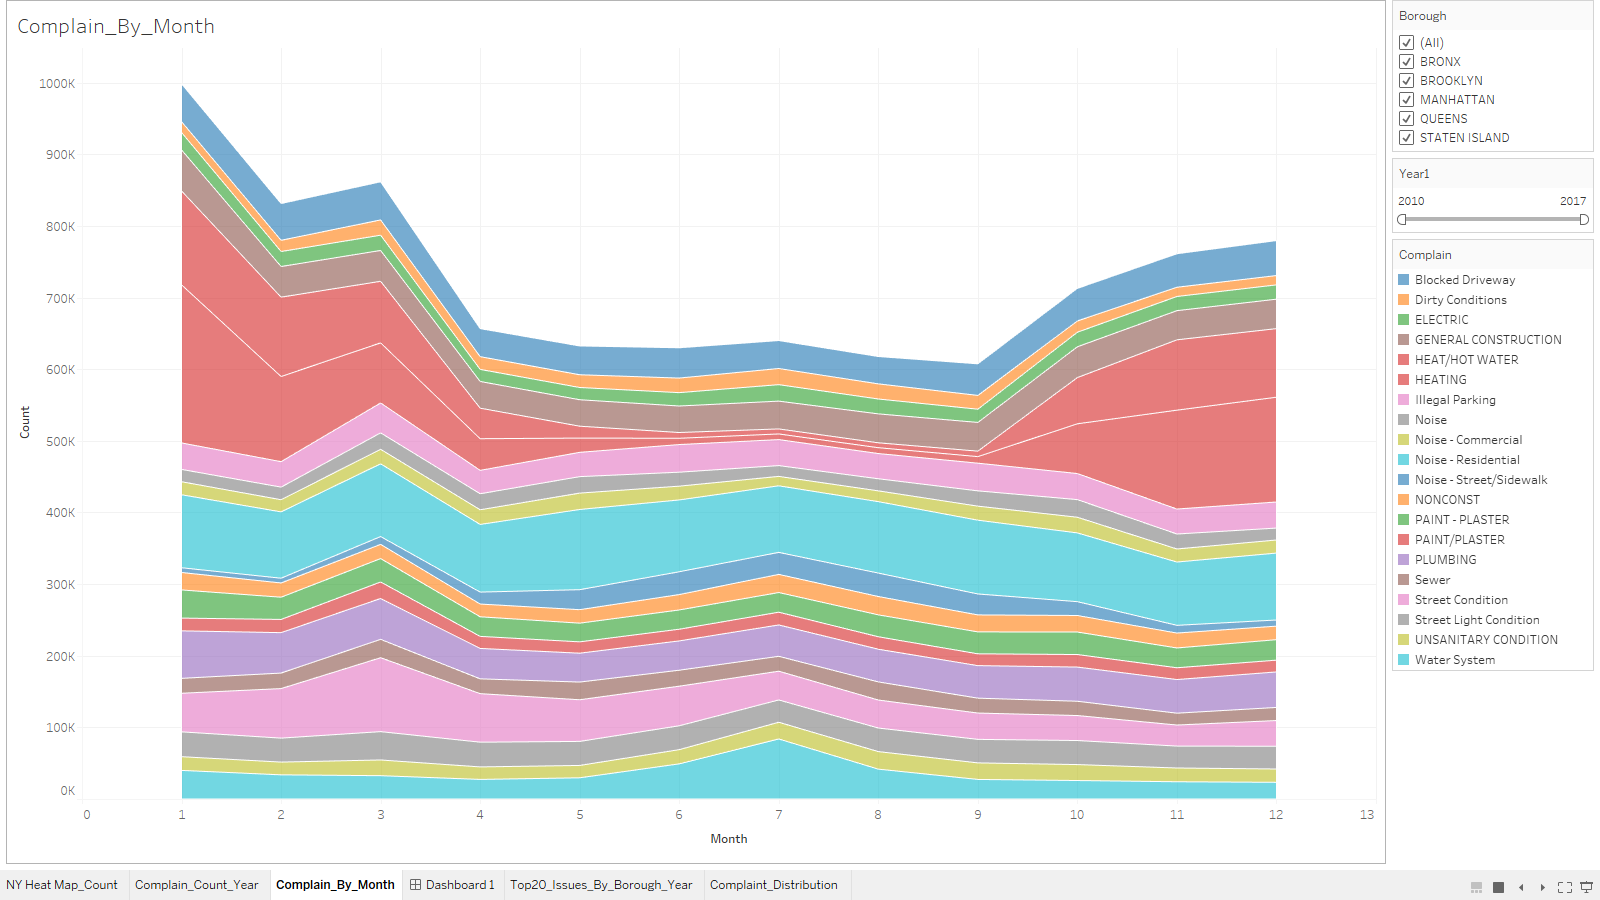 Complain_By_Month
1000K
900K
800K
700K
600K
500K
400K
300K
200K
100K
0K
Count
0 1 2 3 4 5 6 7 8 9 10 11 12 13
Month
Borough
(All)
BRONX
BROOKLYN
MANHATTAN
QUEENS
STATEN ISLAND
Year1
2010 2017
Complain
Blocked Driveway
Dirty Conditions
ELECTRIC
GENERAL CONSTRUCTION
HEAT/HOT WATER
HEATING
Illegal Parking
Noise
Noise - Commercial
Noise - Residential
Noise - Street/Sidewalk
NONCONST
PAINT - PLASTER
PAINT/PLASTER
PLUMBING
Sewer
Street Condition
Street Light Condition
UNSANITARY CONDITION
Water System
NY Heat Map_Count Complain_Count_Year Complain_By_Month Dashboard 1 Top20_Issues_By_Borough_Year Complaint_Distribution